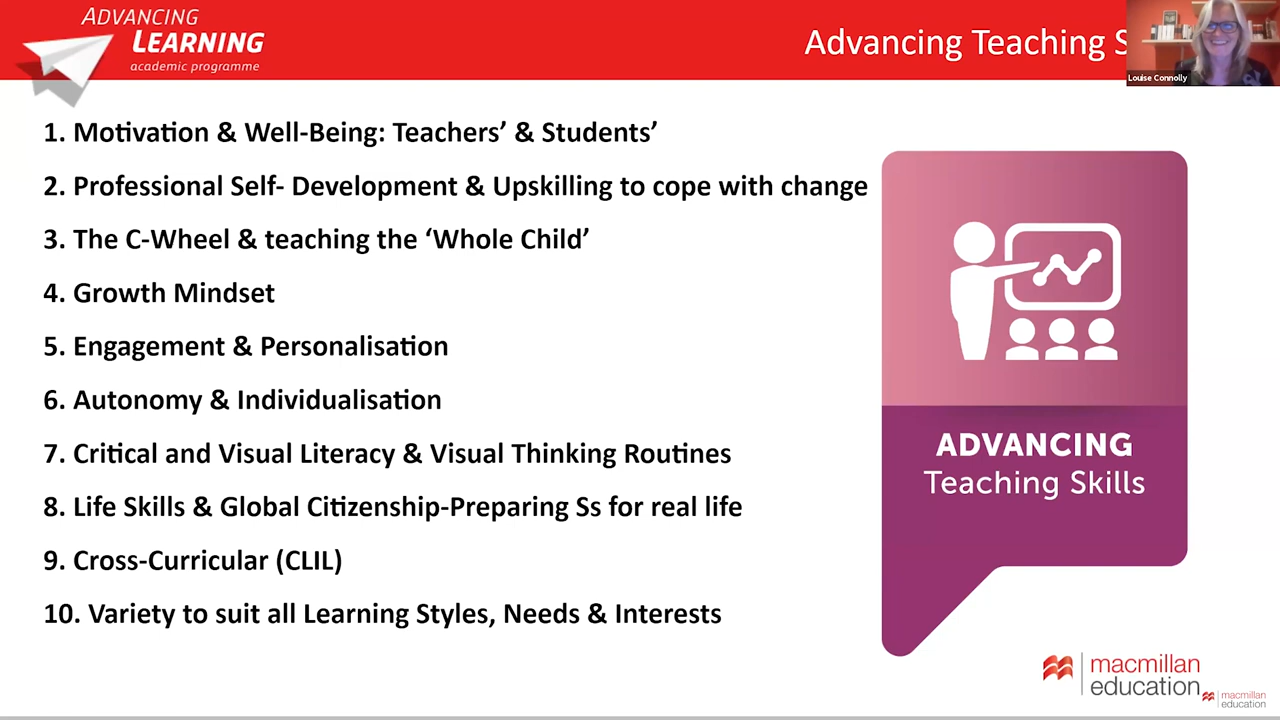 ADVANCING
LEARNING
academic programme
Advancing Teaching
Louise Connolly
1. Motivation & Well-Being: Teachers’ & Students’
2. Professional Self- Development & Upskilling to cope with change
3. The C-Wheel & teaching the ‘Whole Child’
4. Growth Mindset
5. Engagement & Personalisation
6. Autonomy & Individualisation
7. Critical and Visual Literacy & Visual Thinking Routines
8. Life Skills & Global Citizenship-Preparing Ss for real life
9. Cross-Curricular (CLIL)
10. Variety to suit all Learning Styles, Needs & Interests
ADVANCING
Teaching Skills
macmillan
education
macmillan
education